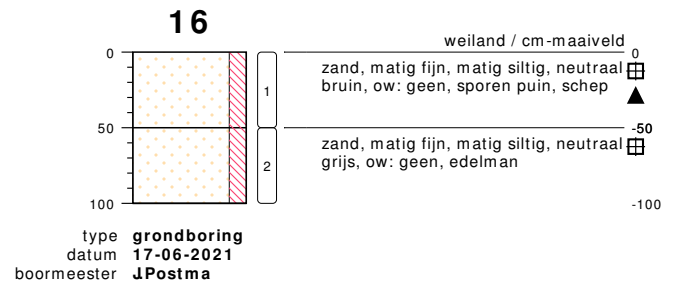 16
weiland / cm-maaiveld
0
0
zand, matig fijn, matig siltig, neutraal
bruin, ow: geen, sporen puin, schep
1
50
-50
zand, matig fijn, matig siltig, neutraal
grijs, ow: geen, edelman
2
100
-100
type grondboring
datum 17-06-2021
boormeester J.Postma